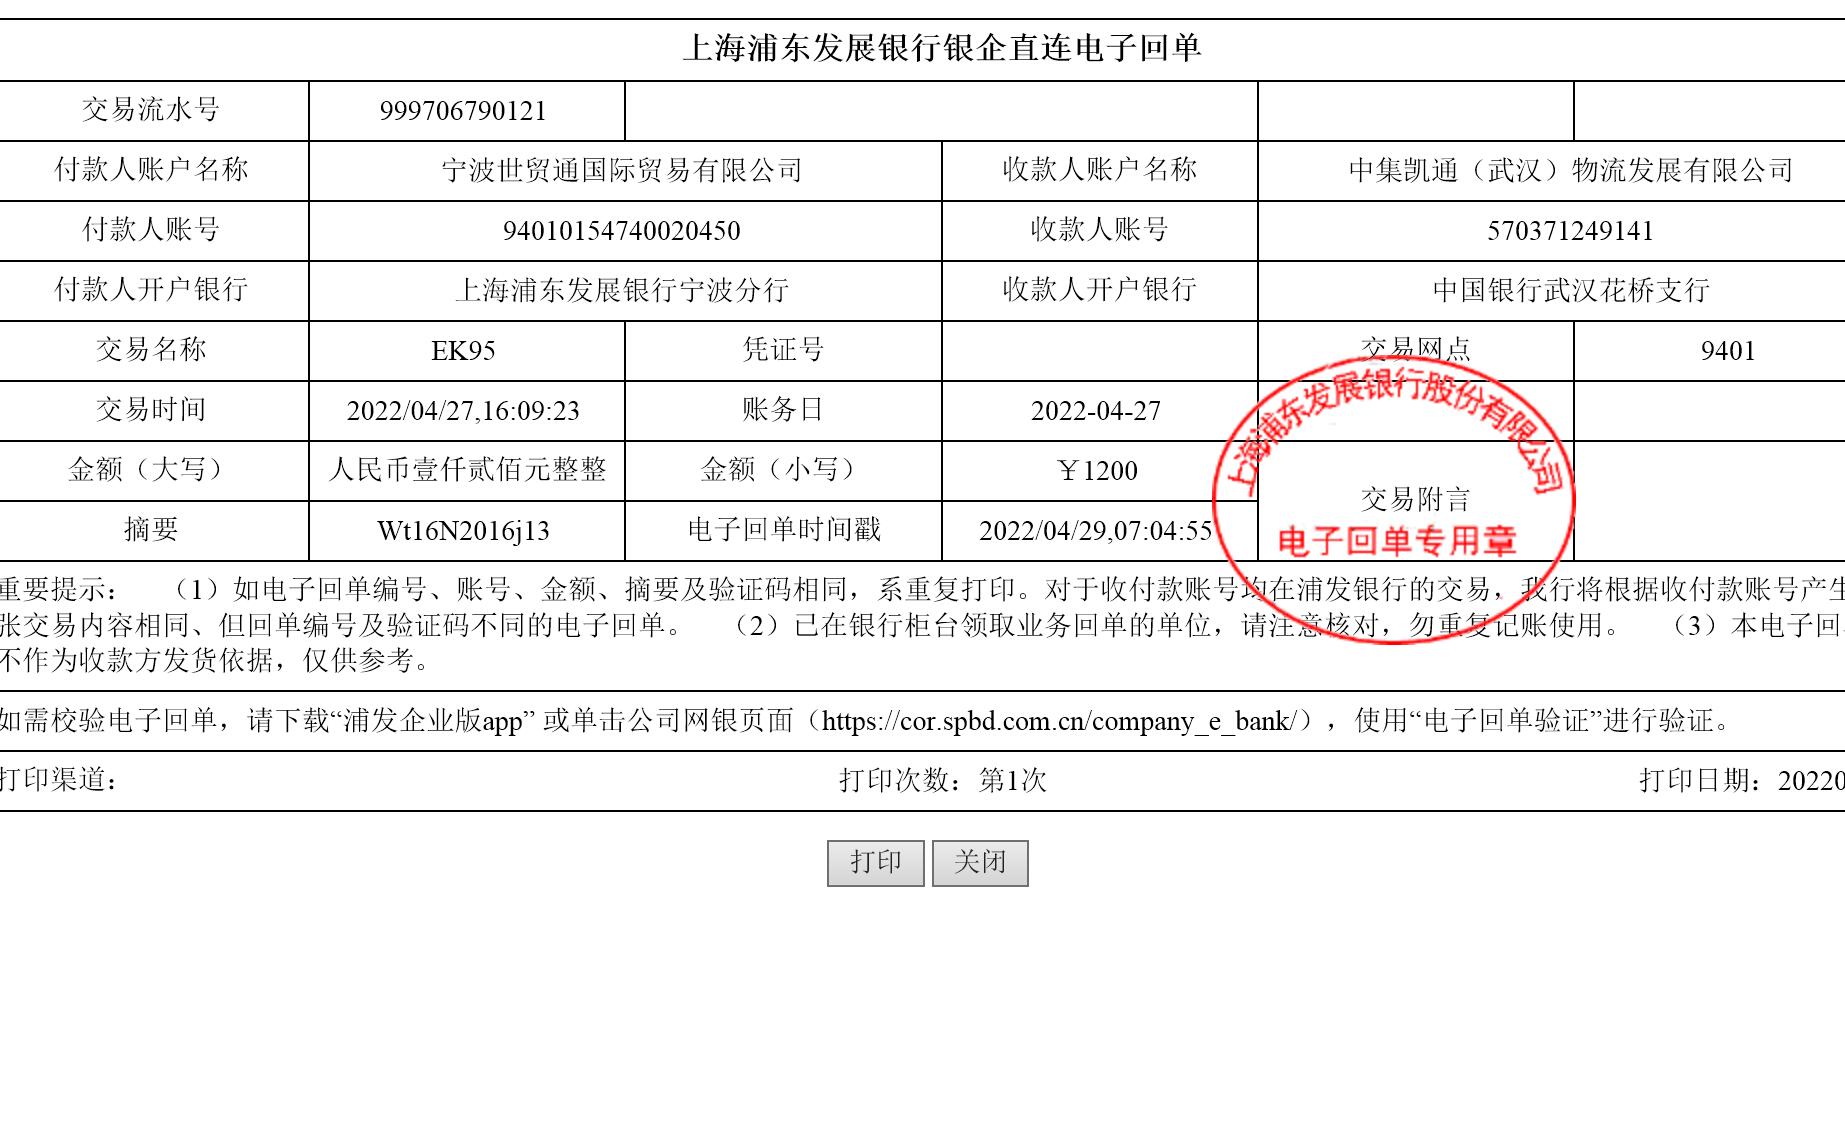 上海浦东发展银行银企直连电子回单
交易流水号 999706790121
付款人账户名称 宁波世贸通国际贸易有限公司 收款人账户名称 中集凯通（武汉）物流发展有限公司
付款人账号 94010154740020450 收款人账号 570371249141
付款人开户银行 上海浦东发展银行宁波分行 收款人开户银行 中国银行武汉花桥支行
交易名称 EK95 凭证号 交易网点 9401
交易时间 2022/04/27,16:09:23 账务日 2022-04-27
金额（大写） 人民币壹仟贰佰元整整 金额（小写） ￥1200
交易附言
摘要 Wt16N2016j13 电子回单时间戳 2022/04/29,07:04:55
上海浦东发展银行股份有限公司
电子回单专用章
重要提示： （1）如电子回单编号、账号、金额、摘要及验证码相同，系重复打印。对于收付款账号均在浦发银行的交易，我行将根据收付款账号产生
张交易内容相同、但回单编号及验证码不同的电子回单。 （2）已在银行柜台领取业务回单的单位，请注意核对，勿重复记账使用。 （3）本电子回单
不作为收款方发货依据，仅供参考。
如需校验电子回单，请下载“浦发企业版app” 或单击公司网银页面（https://cor.spbd.com.cn/company_e_bank/），使用“电子回单验证”进行验证。
打印渠道： 打印次数：第1次 打印日期：20220
打印 关闭